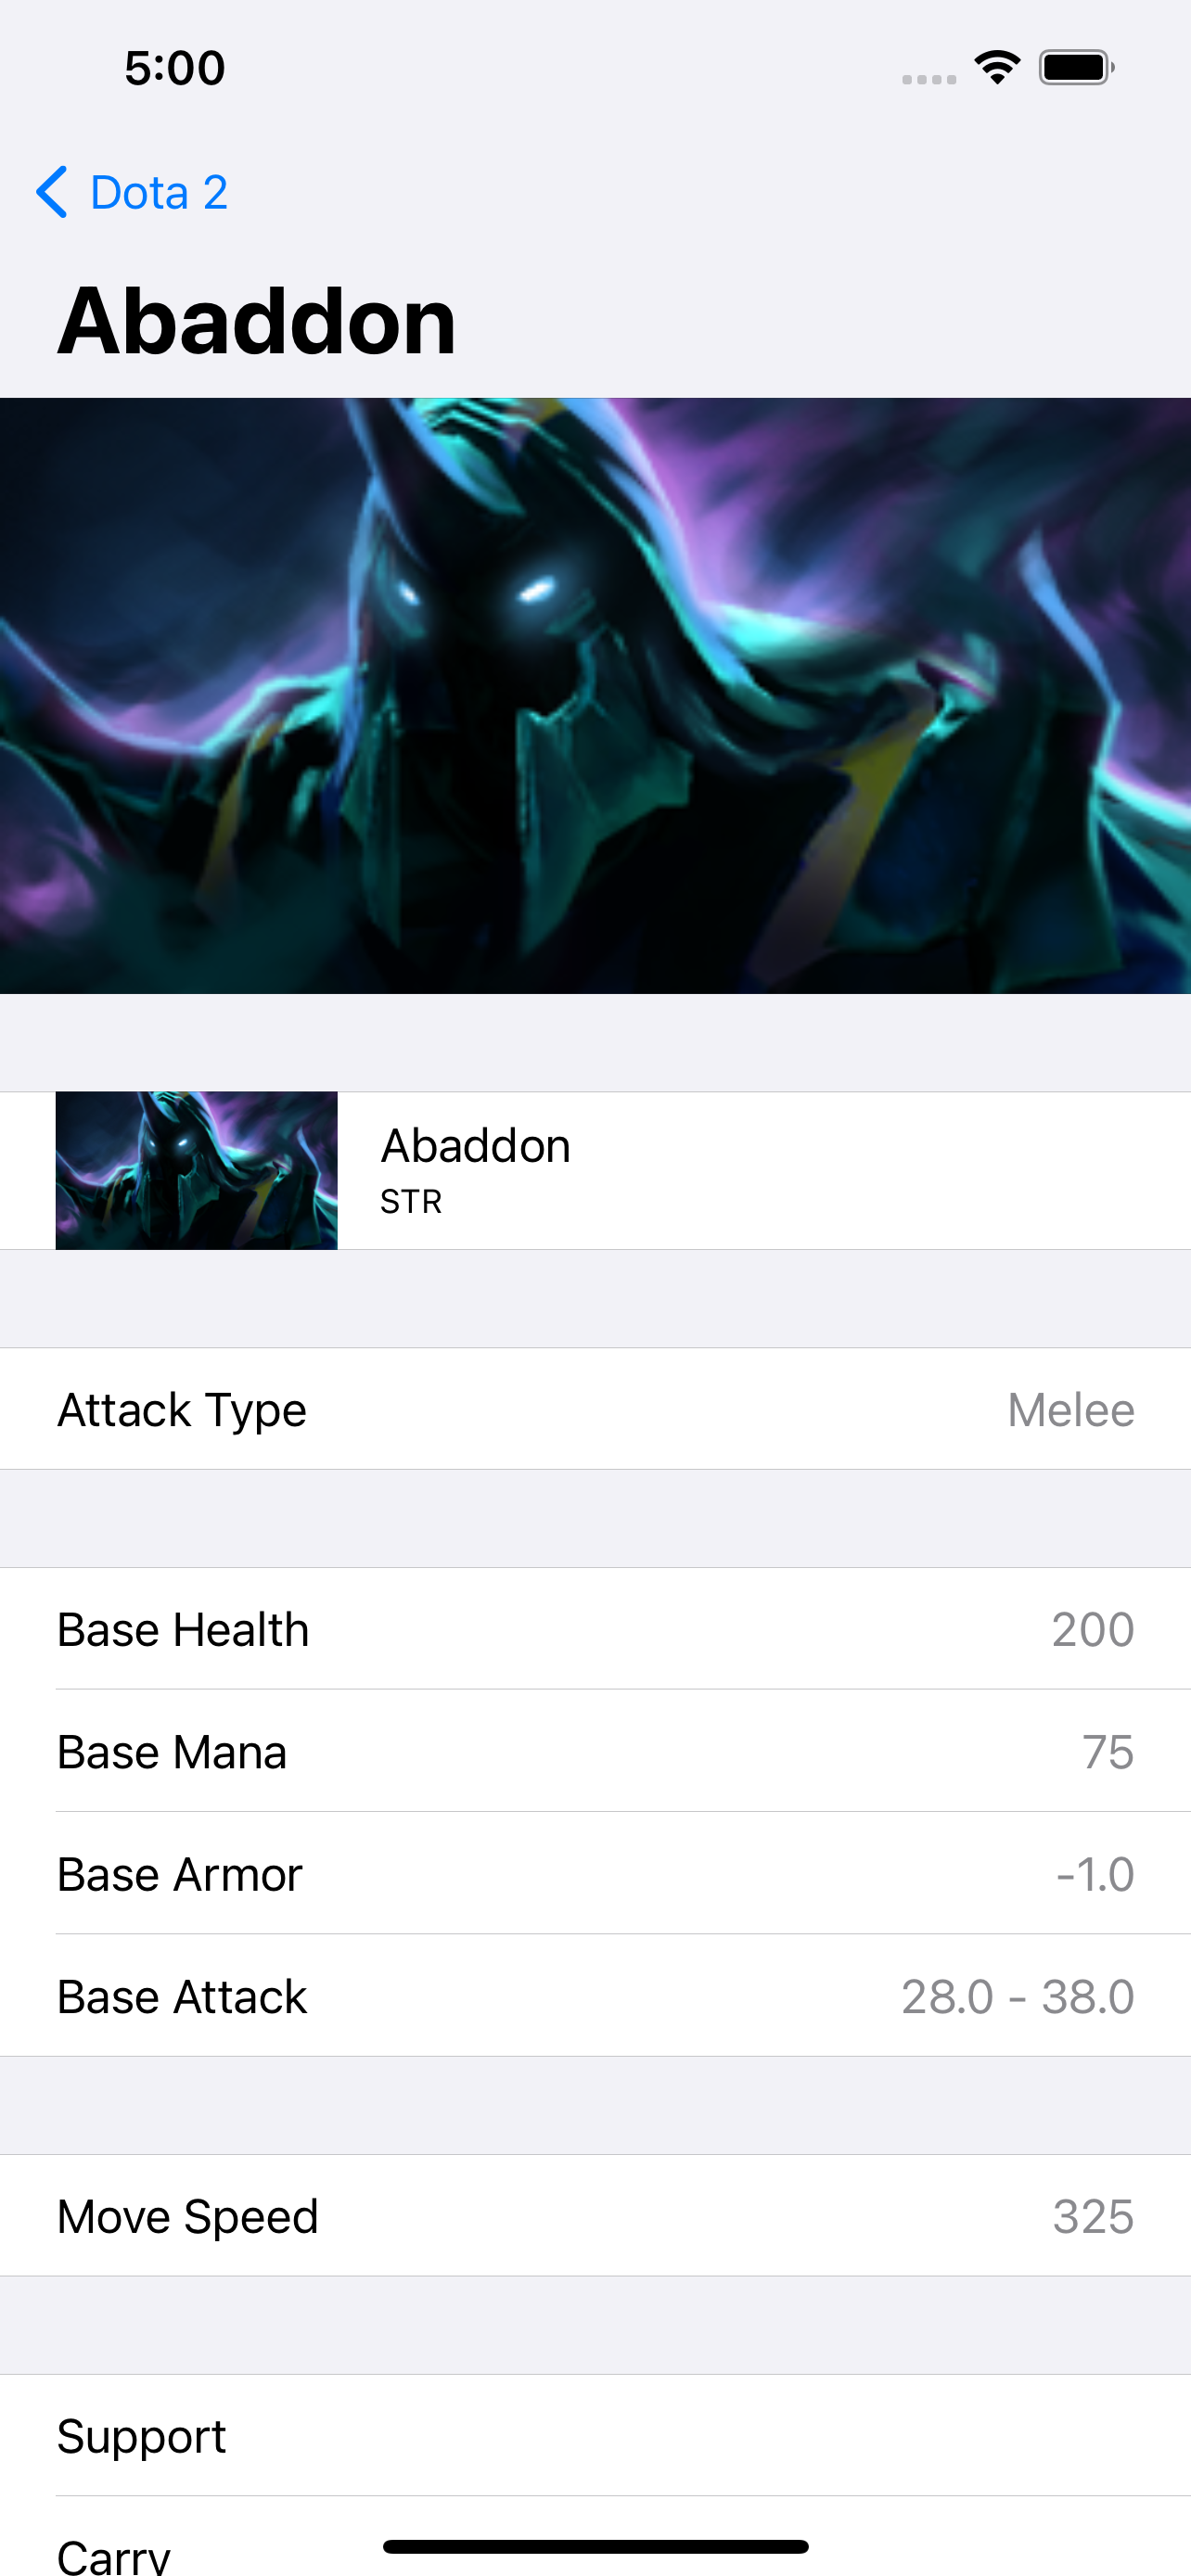 5:00
Dota 2
Abaddon
Abaddon
STR
Attack Type Melee
Base Health 200
Base Mana 75
Base Armor -1.0
Base Attack 28.0 - 38.0
Move Speed 325
Support
Carry